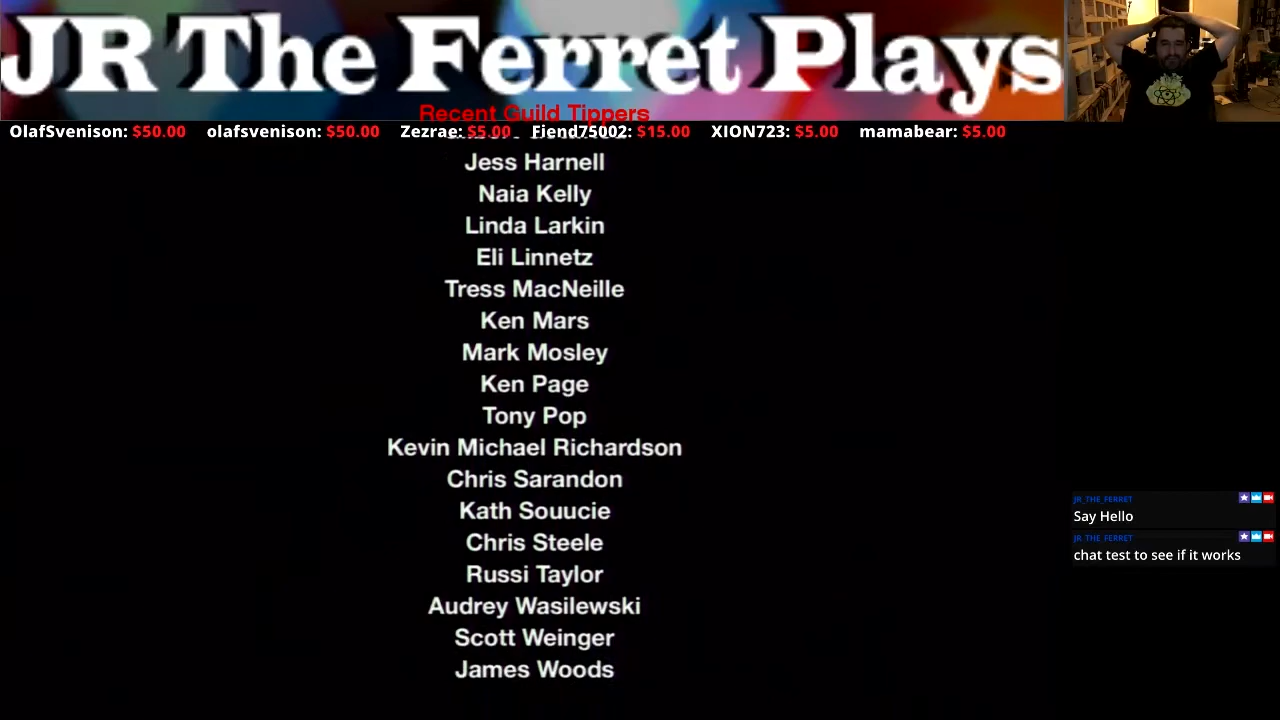 JR The Ferret Plays
Recent Guild Tippers
OlafSvenison: $50.00 olafsvenison: $50.00 Zezrae: $5.00 Fiend75002: $15.00 XION723: $5.00 mamabear: $5.00
Jess Harnell
Naia Kelly
Linda Larkin
Eli Linnetz
Tress MacNeille
Ken Mars
Mark Mosley
Ken Page
Tony Pop
Kevin Michael Richardson
Chris Sarandon
Kath Souucie
Chris Steele
Russi Taylor
Audrey Wasilewski
Scott Weinger
James Woods
JR_THE_FERRET
Say Hello
JR_THE_FERRET
chat test to see if it works